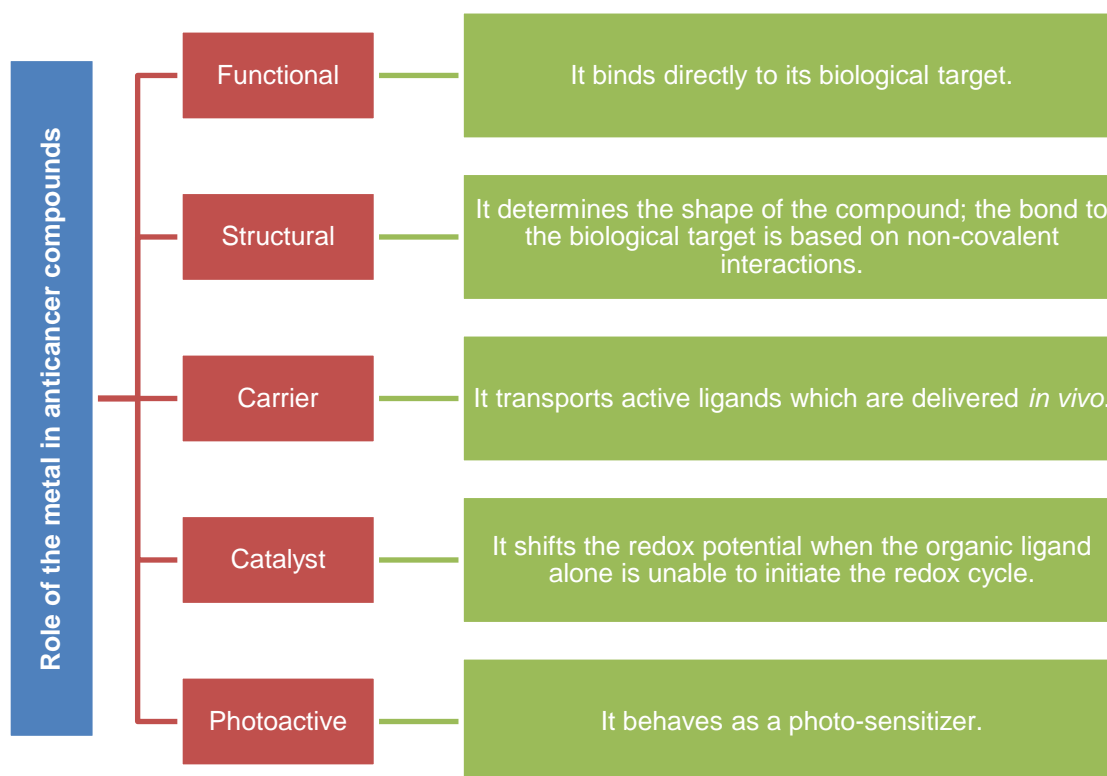 Role of the metal in anticancer compounds
Functional
It binds directly to its biological target.
Structural
It determines the shape of the compound; the bond to
the biological target is based on non-covalent
interactions.
Carrier
It transports active ligands which are delivered in vivo.
Catalyst
It shifts the redox potential when the organic ligand
alone is unable to initiate the redox cycle.
Photoactive
It behaves as a photo-sensitizer.